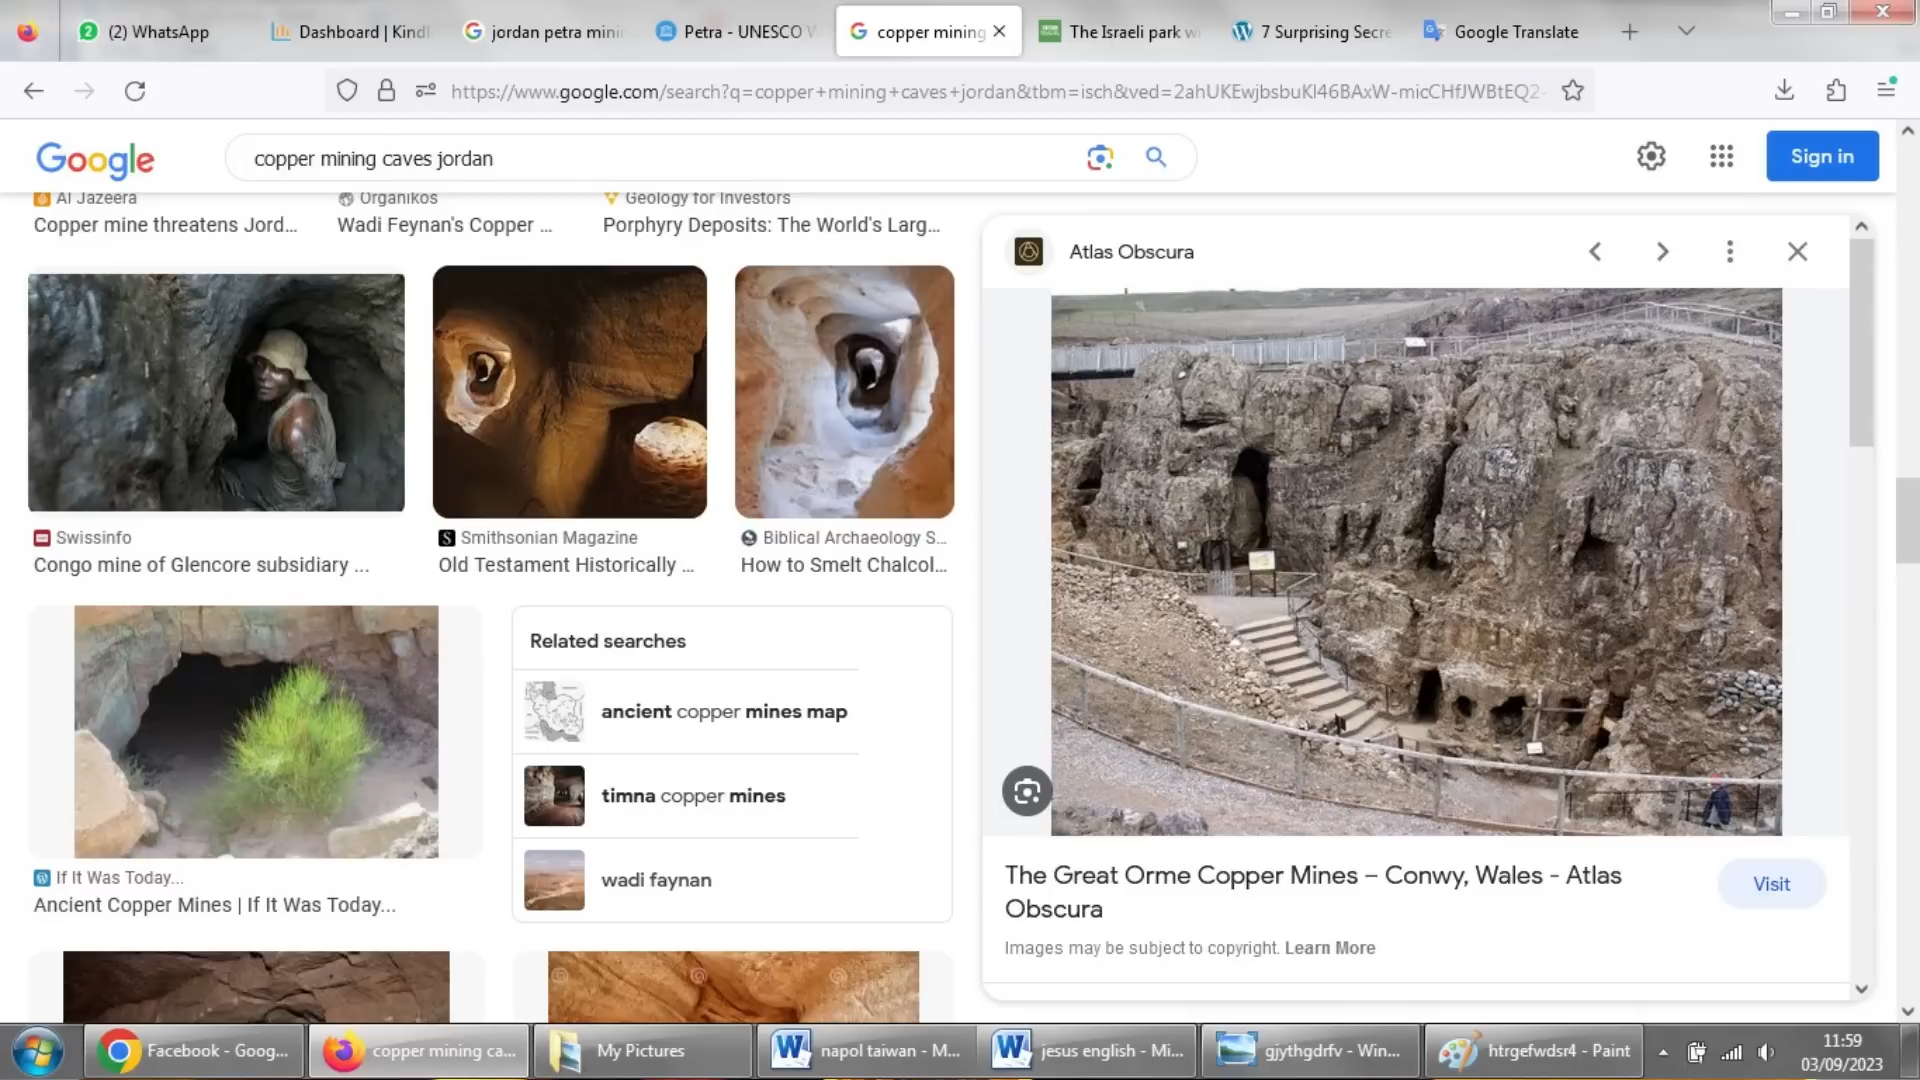 (2) WhatsApp
Dashboard | Kindl
jordan petra mini
Petra - UNESCO W
copper mining
The Israeli park w
7 Surprising Secre
Google Translate
https://www.google.com/search?q=copper+mining+caves+jordan&tbm=isch&ved=2ahUKEwjbsbuKl46BAxW-micCHfJWBtEQ2-
Google
copper mining caves jordan
Sign in
Al Jazeera
Copper mine threatens Jord...
Organikos
Wadi Feynan's Copper ...
Geology for Investors
Porphyry Deposits: The World's Larg...
Swissinfo
Congo mine of Glencore subsidiary ...
Smithsonian Magazine
Old Testament Historically ...
Biblical Archaeology S...
How to Smelt Chalcol...
If It Was Today...
Ancient Copper Mines | If It Was Today...
Related searches
ancient copper mines map
timna copper mines
wadi faynan
Atlas Obscura
The Great Orme Copper Mines – Conwy, Wales - Atlas
Obscura
Visit
Images may be subject to copyright. Learn More
Facebook - Goog...
copper mining ca...
My Pictures
napol taiwan - M...
jesus english - Mi...
gjythgdrfv - Win...
htrgefwdsr4 - Paint
11:59
03/09/2023